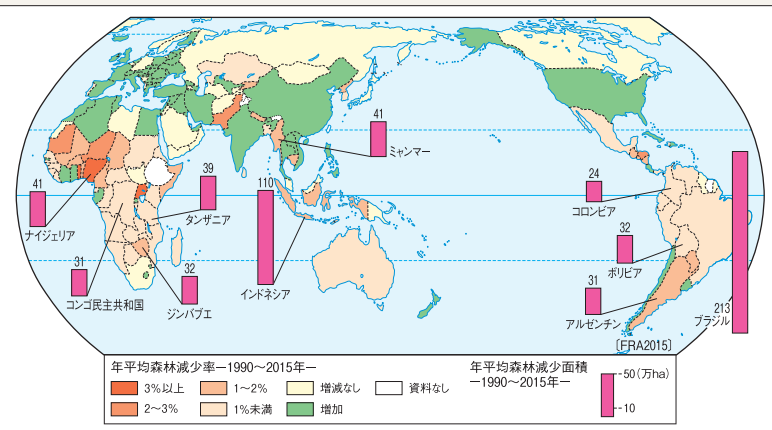 41
ミャンマー
39
タンザニア
110
インドネシア
24
コロンビア
41
ナイジェリア
32
ボリビア
31
コンゴ民主共和国
32
ジンバブエ
31
アルゼンチン
213
ブラジル
〔FRA2015〕
年平均森林減少率ー1990〜2015年ー
3%以上
1〜2%
増減なし
資料なし
2〜3%
1%未満
増加
年平均森林減少面積
ー1990〜2015年ー
50(万ha)
10